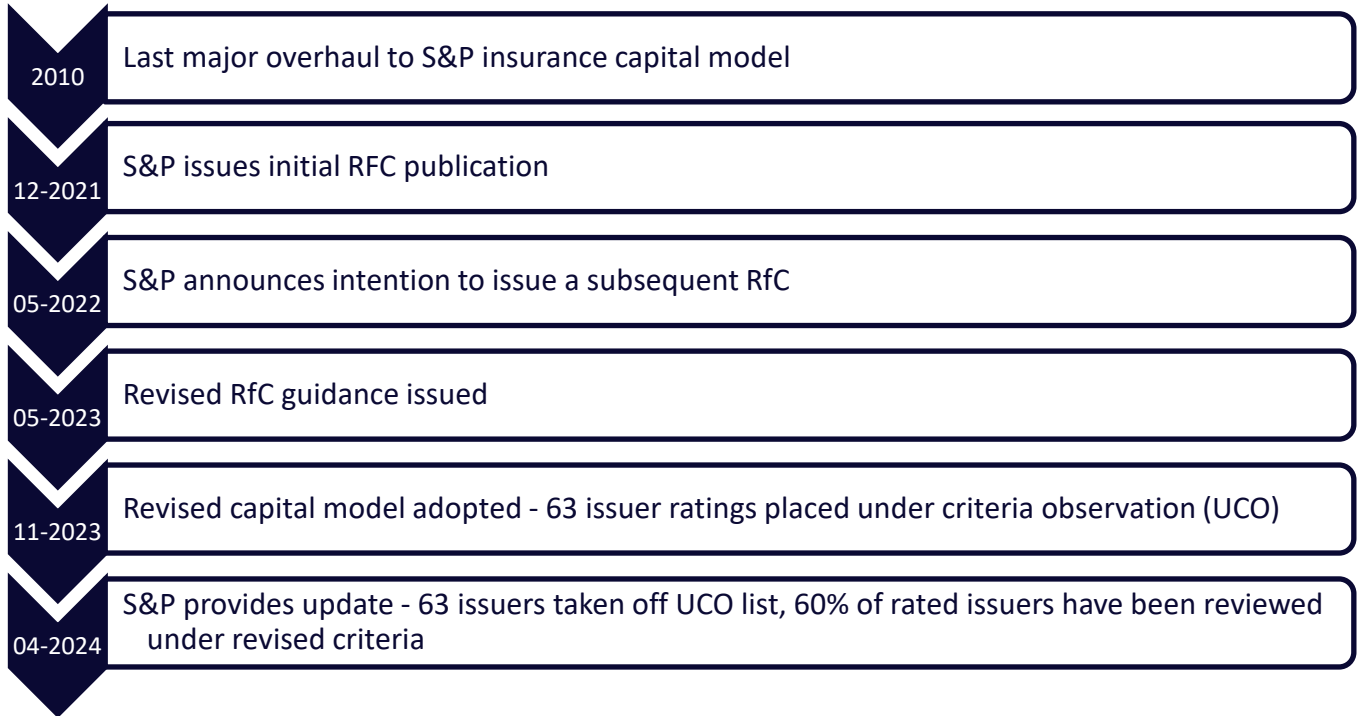 2010
Last major overhaul to S&P insurance capital model
12-2021
S&P issues initial RFC publication
05-2022
S&P announces intention to issue a subsequent RfC
05-2023
Revised RfC guidance issued
11-2023
Revised capital model adopted - 63 issuer ratings placed under criteria observation (UCO)
04-2024
S&P provides update - 63 issuers taken off UCO list, 60% of rated issuers have been reviewed
under revised criteria